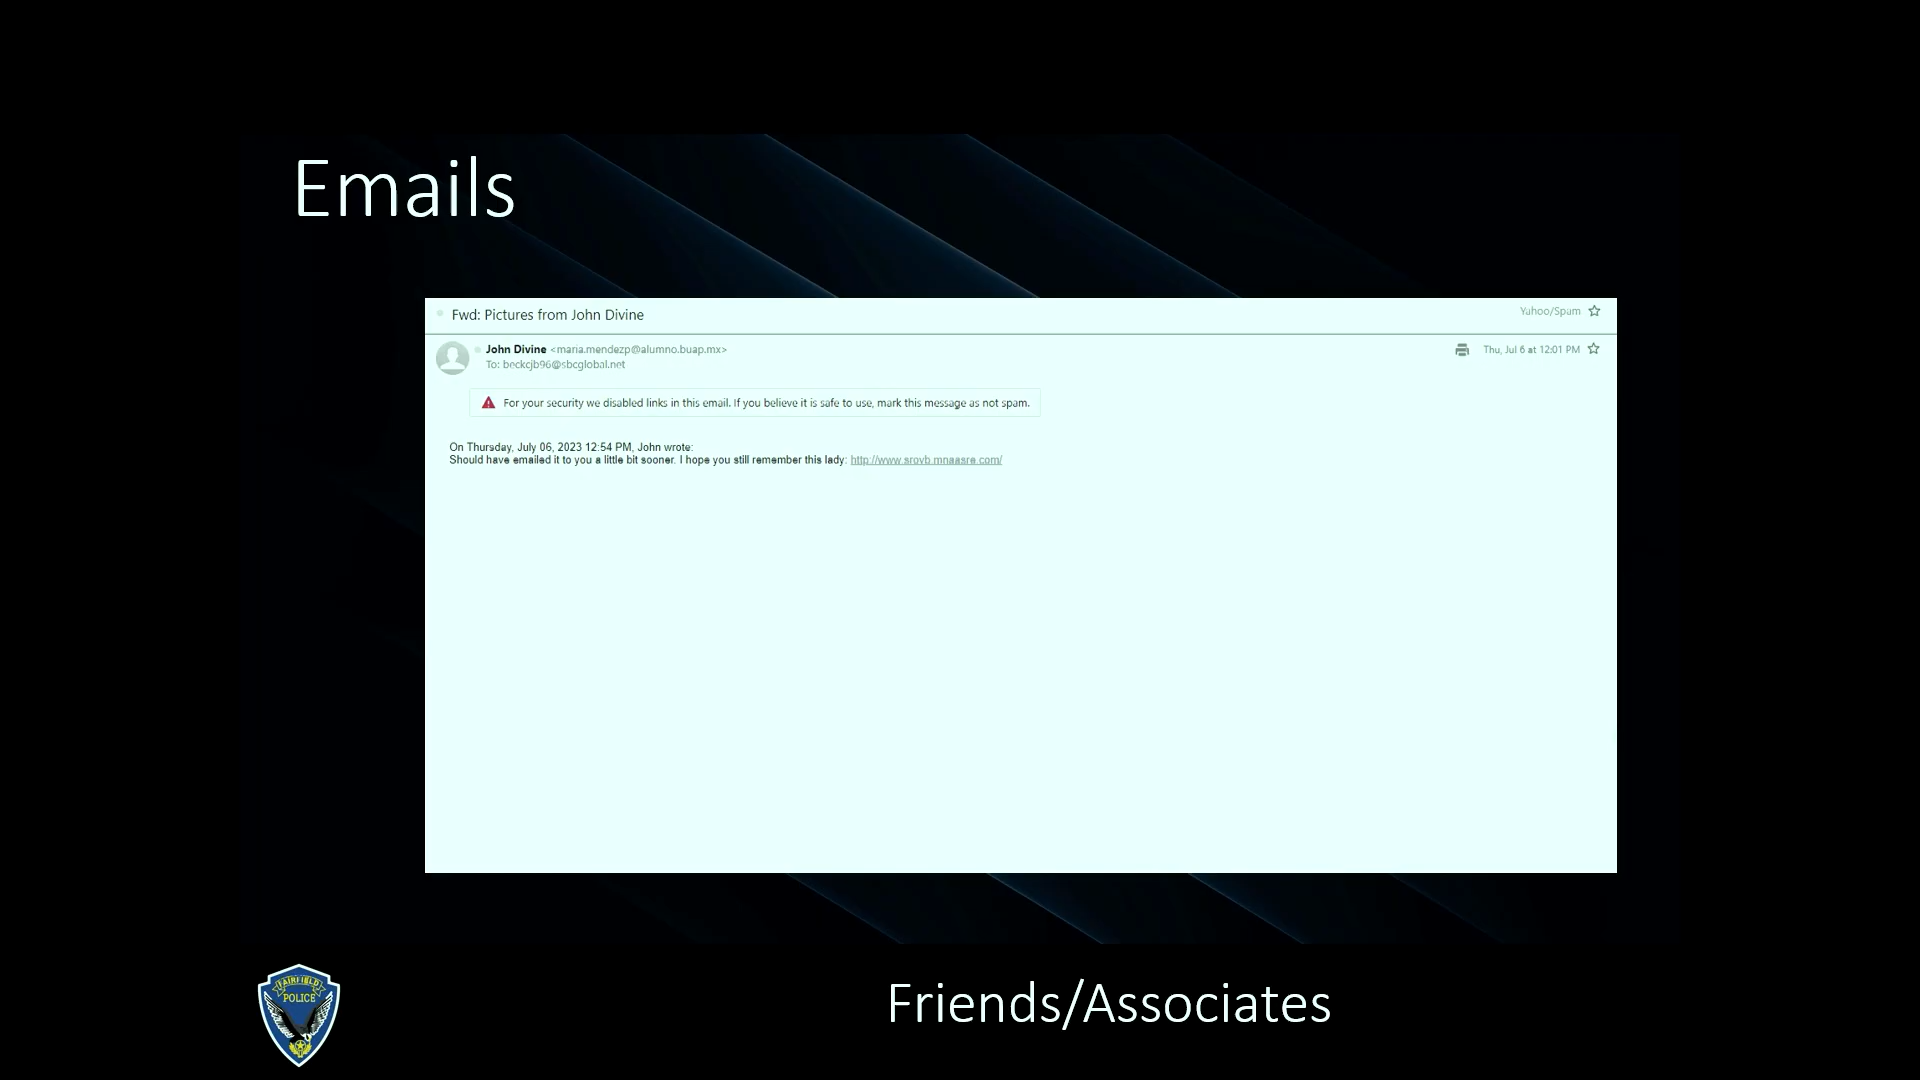 Emails
Fwd: Pictures from John Divine
Yahoo/Spam
John Divine <maria.mendezp@alumno.buap.mx>
Thu, Jul 6 at 12:01 PM
To: beckcjb96@sbcglobal.net
For your security we disabled links in this email. If you believe it is safe to use, mark this message as not spam.
On Thursday, July 06, 2023 12:54 PM, John wrote:
Should have emailed it to you a little bit sooner. I hope you still remember this lady: http://www.srovb.mnaasre.com/
FAIRFIELD
POLICE
Friends/Associates